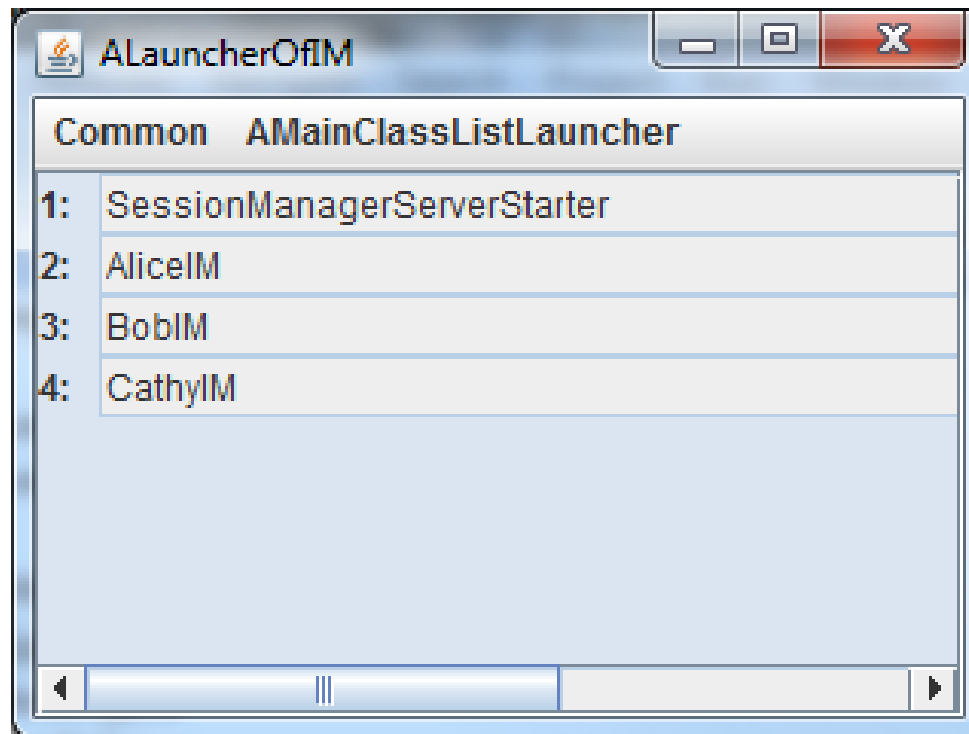 ALauncherOfIM
Common AMainClassListLauncher
1: SessionManagerServerStarter
2: AliceIM
3: BobIM
4: CathyIM